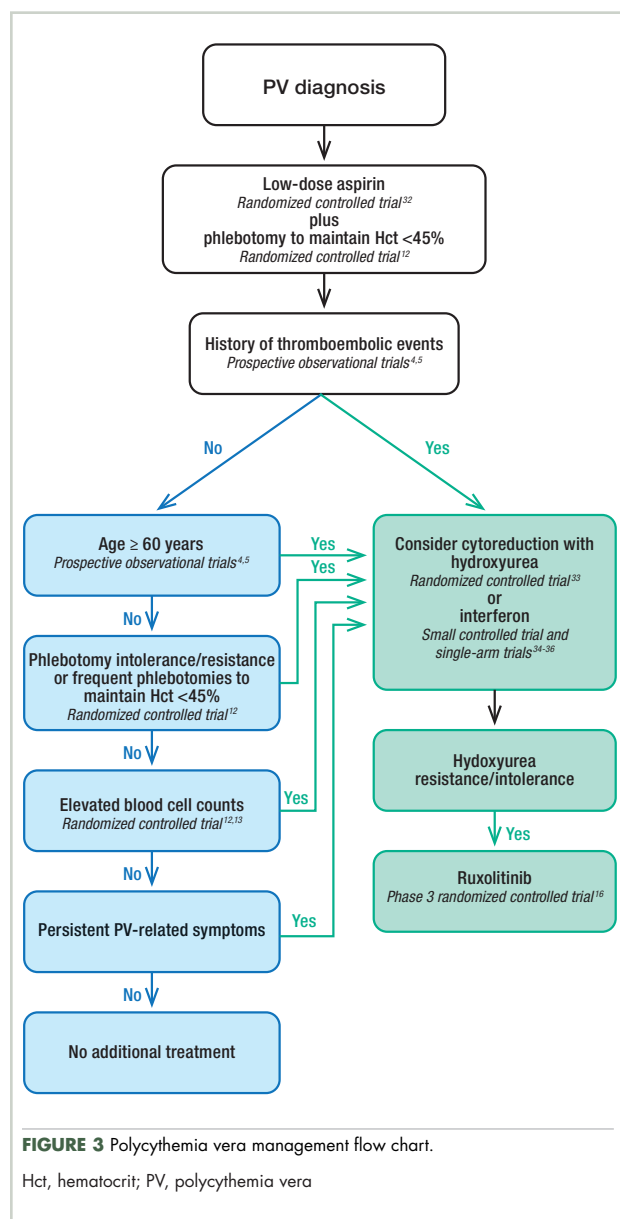 PV diagnosis
Low-dose aspirin
Randomized controlled trial32
plus
phlebotomy to maintain Hct <45%
Randomized controlled trial12
History of thromboembolic events
Prospective observational trials4,5
No
Yes
Age ≥ 60 years
Prospective observational trials4,5
Yes
Yes
No
Phlebotomy intolerance/resistance
or frequent phlebotomies to
maintain Hct <45%
Randomized controlled trial12
No
Elevated blood cell counts
Randomized controlled trial12,13
Yes
No
Persistent PV-related symptoms
Yes
No
No additional treatment
Consider cytoreduction with
hydroxyurea
Randomized controlled trial33
or
interferon
Small controlled trial and
single-arm trials34-36
Hydoxyurea
resistance/intolerance
Yes
Ruxolitinib
Phase 3 randomized controlled trial16
FIGURE 3 Polycythemia vera management flow chart.
Hct, hematocrit; PV, polycythemia vera